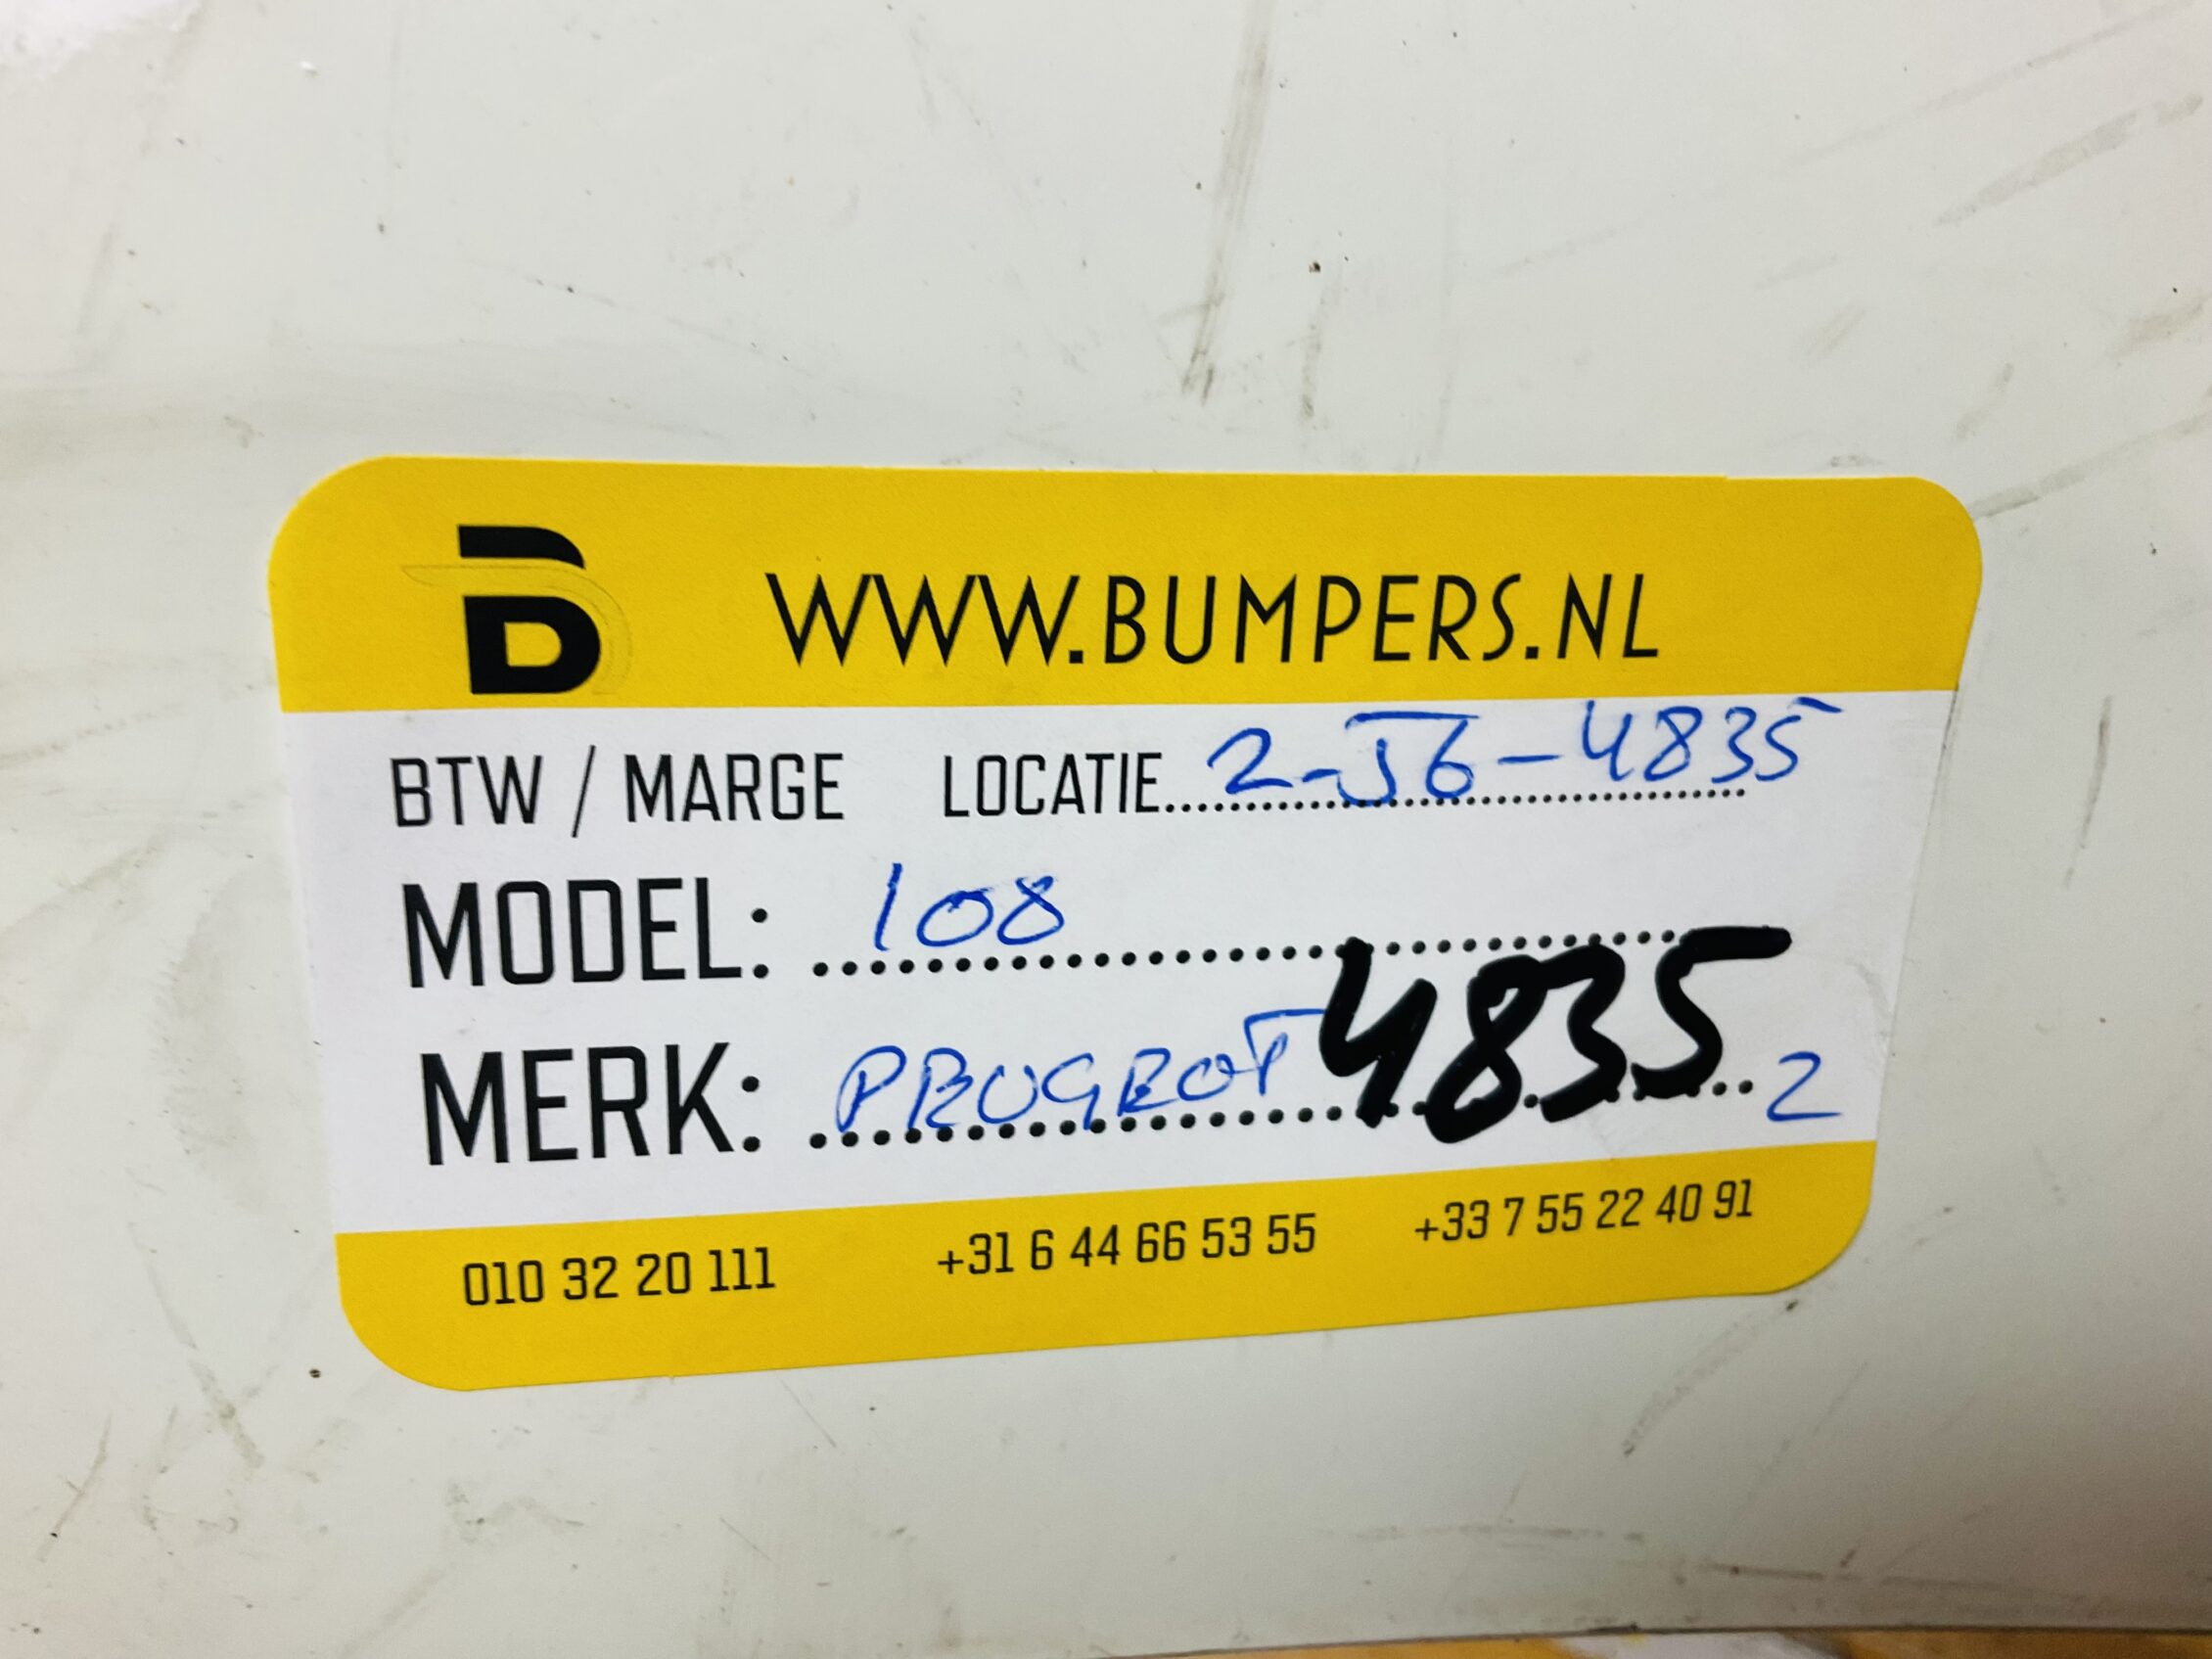 WWW.BUMPERS.NL
BTW / MARGE LOCATIE 2-J6-4835
MODEL: 108
MERK: PEUGEOT 4835 2
010 32 20 111 +31 6 44 66 53 55 +33 7 55 22 40 91